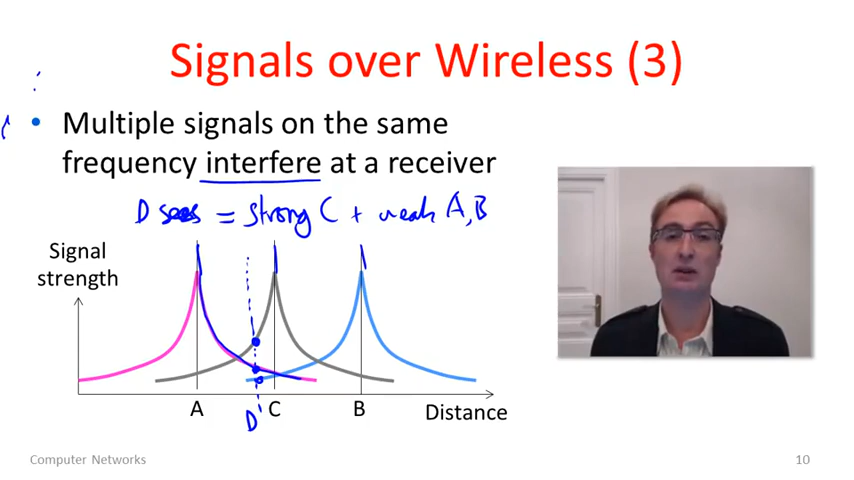 Signals over Wireless (3)
• Multiple signals on the same
frequency interfere at a receiver
D sees = strong C + weak A, B
Signal
strength
A
D
C
B
Distance
Computer Networks
10